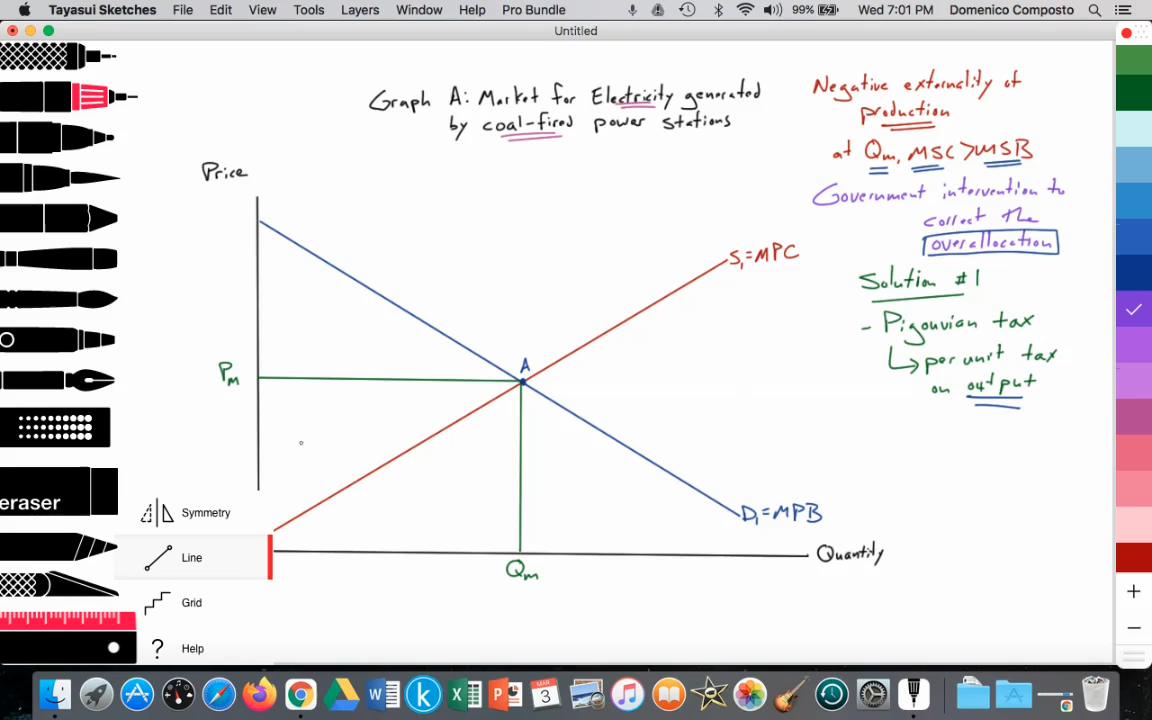 Tayasui Sketches File Edit View Tools Layers Window Help Pro Bundle 99% Wed 7:01 PM Domenico Composto
Untitled
Graph A: Market for Electricity generated
by coal-fired power stations
Negative externality of
production
at Qm, MSC > MSB
Government intervention to
correct the
overallocation
Solution #1
- Pigouvian tax
per unit tax
on output
Price
S₁=MPC
A
Pm
D₁=MPB
Quantity
Qm
eraser
Symmetry
Line
Grid
? Help
MAR
3
W
k
X
P